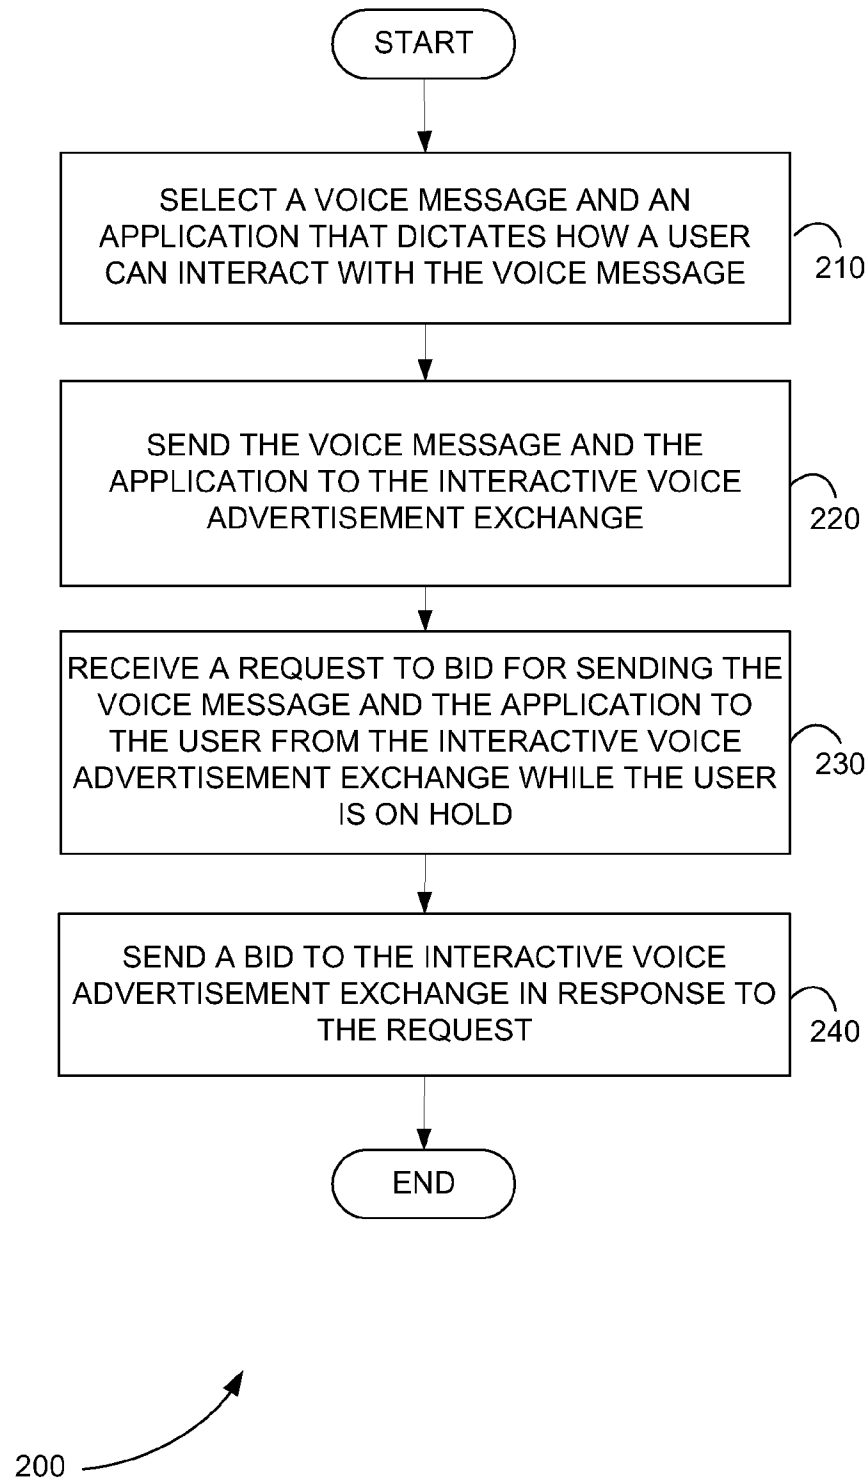 START
SELECT A VOICE MESSAGE AND AN
APPLICATION THAT DICTATES HOW A USER
CAN INTERACT WITH THE VOICE MESSAGE
210
SEND THE VOICE MESSAGE AND THE
APPLICATION TO THE INTERACTIVE VOICE
ADVERTISEMENT EXCHANGE
220
RECEIVE A REQUEST TO BID FOR SENDING THE
VOICE MESSAGE AND THE APPLICATION TO
THE USER FROM THE INTERACTIVE VOICE
ADVERTISEMENT EXCHANGE WHILE THE USER
IS ON HOLD
230
SEND A BID TO THE INTERACTIVE VOICE
ADVERTISEMENT EXCHANGE IN RESPONSE TO
THE REQUEST
240
END
200